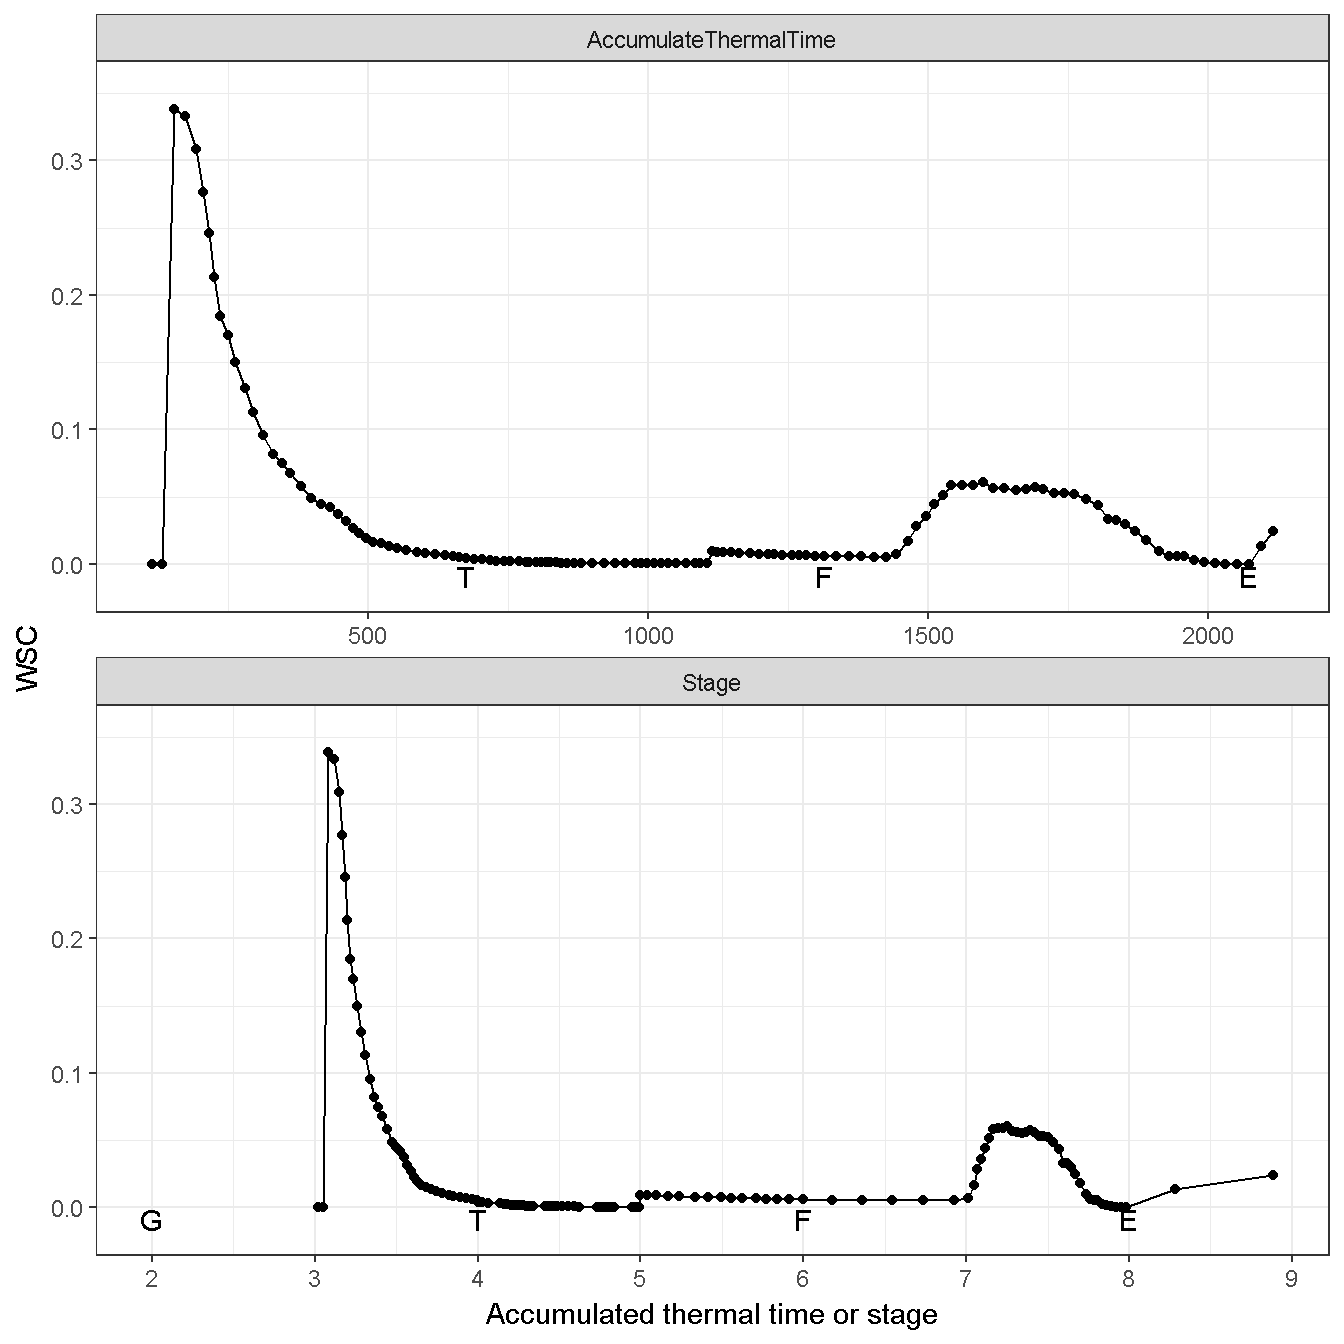 AccumulateThermalTime
0.3
0.2
0.1
0.0
T F E
500 1000 1500 2000
WSC
Stage
0.3
0.2
0.1
0.0
G T F E
2 3 4 5 6 7 8 9
Accumulated thermal time or stage